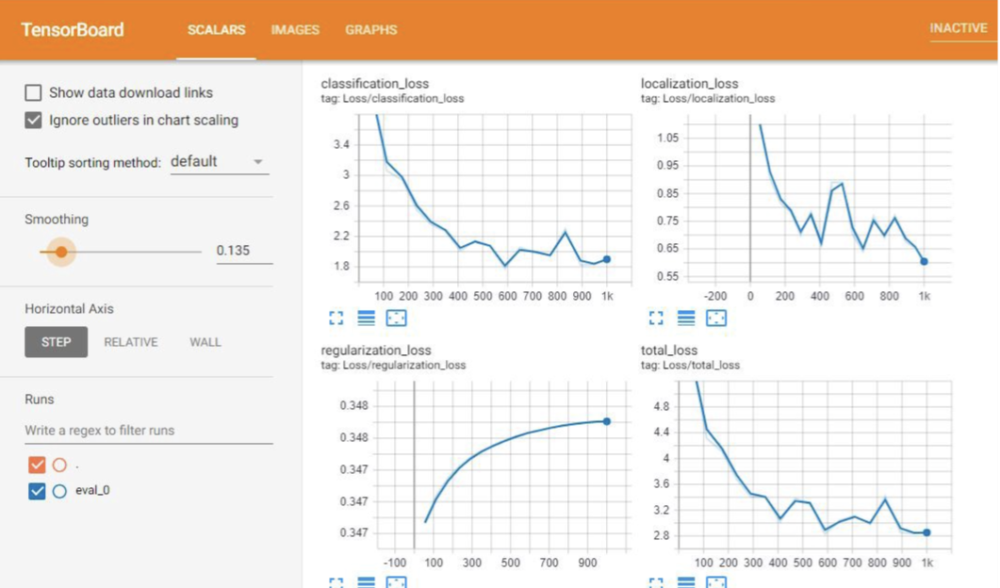 TensorBoard SCALARS IMAGES GRAPHS INACTIVE
Show data download links
Ignore outliers in chart scaling
Tooltip sorting method: default
Smoothing
0.135
Horizontal Axis
STEP RELATIVE WALL
Runs
Write a regex to filter runs
.
eval_0
classification_loss
tag: Loss/classification_loss
3.4
3
2.6
2.2
1.8
100 200 300 400 500 600 700 800 900 1k
localization_loss
tag: Loss/localization_loss
1.05
0.95
0.85
0.75
0.65
0.55
-200 0 200 400 600 800 1k
regularization_loss
tag: Loss/regularization_loss
0.348
0.348
0.347
0.347
0.347
-100 100 300 500 700 900
total_loss
tag: Loss/total_loss
4.8
4.4
4
3.6
3.2
2.8
100 200 300 400 500 600 700 800 900 1k